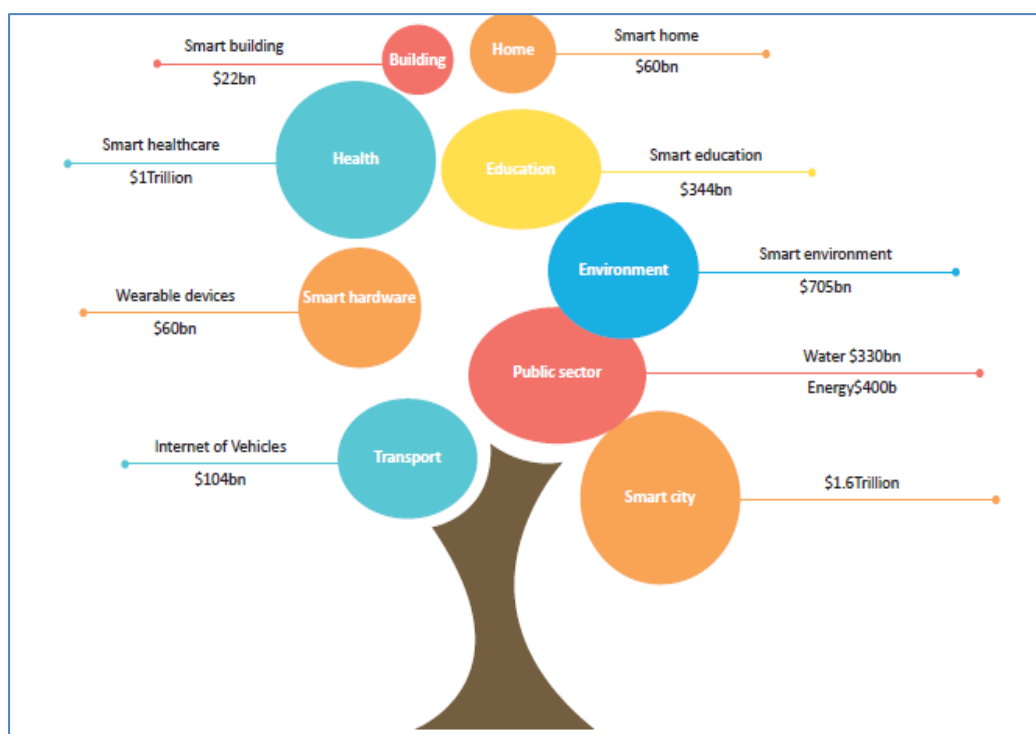 Smart building
$22bn
Building
Home
Smart home
$60bn
Smart healthcare
$1Trillion
Health
Education
Smart education
$344bn
Environment
Smart environment
$705bn
Wearable devices
$60bn
Smart hardware
Public sector
Water $330bn
Energy$400b
Internet of Vehicles
$104bn
Transport
Smart city
$1.6Trillion